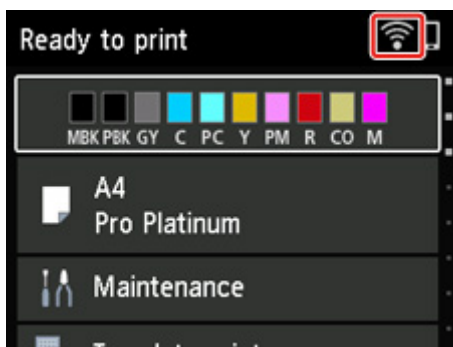 Ready to print
MBK PBK GY C PC Y PM R CO M
A4
Pro Platinum
Maintenance